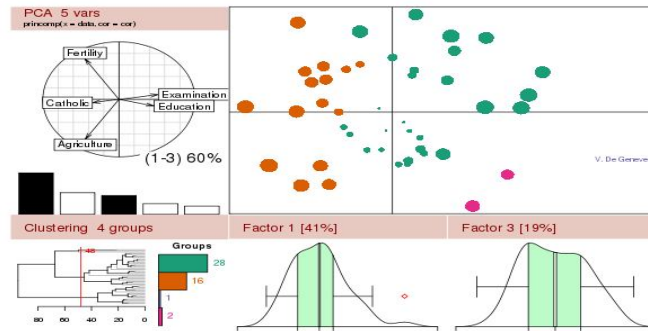 PCA 5 vars
princomp(x = data, cor = cor)
Fertility
Examination
Catholic
Education
Agriculture
(1-3) 60%
V. De Geneve
Clustering 4 groups
Factor 1 [41%]
Factor 3 [19%]
Groups
48
28
16
1
2
80 60 40 20 0